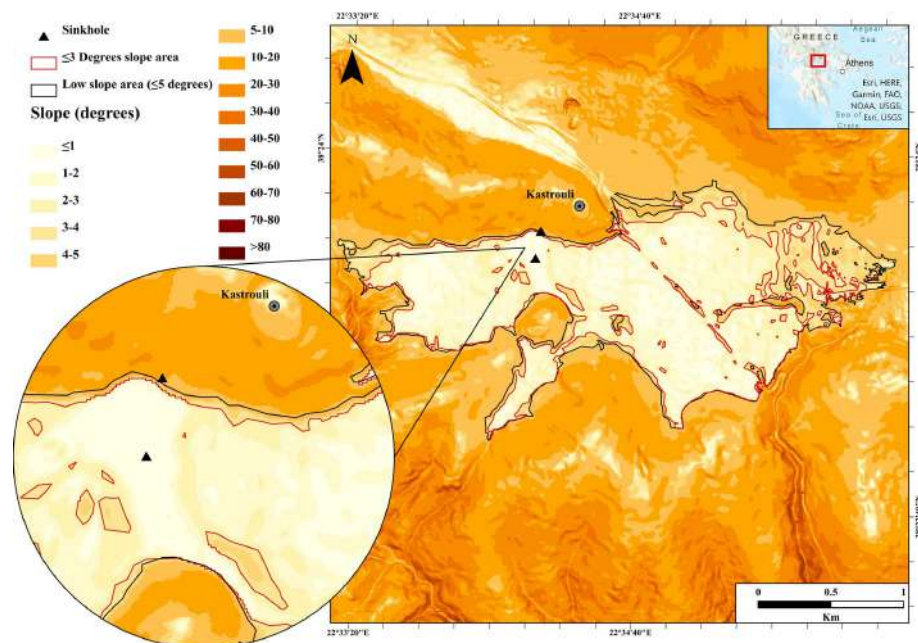 Sinkhole
≤3 Degrees slope area
Low slope area (≤5 degrees)
Slope (degrees)
≤1
1-2
2-3
3-4
4-5
5-10
10-20
20-30
30-40
40-50
50-60
60-70
70-80
>80
22°33'20"E
22°34'40"E
N
GREECE
Aegean
Sea
Athens
Esri, HERE,
Garmin, FAO,
NOAA, USGS;
Esri, USGS
Sea of
Crete
Kastrouli
Kastrouli
0
0.5
1
Km
22°33'20"E
22°34'40"E